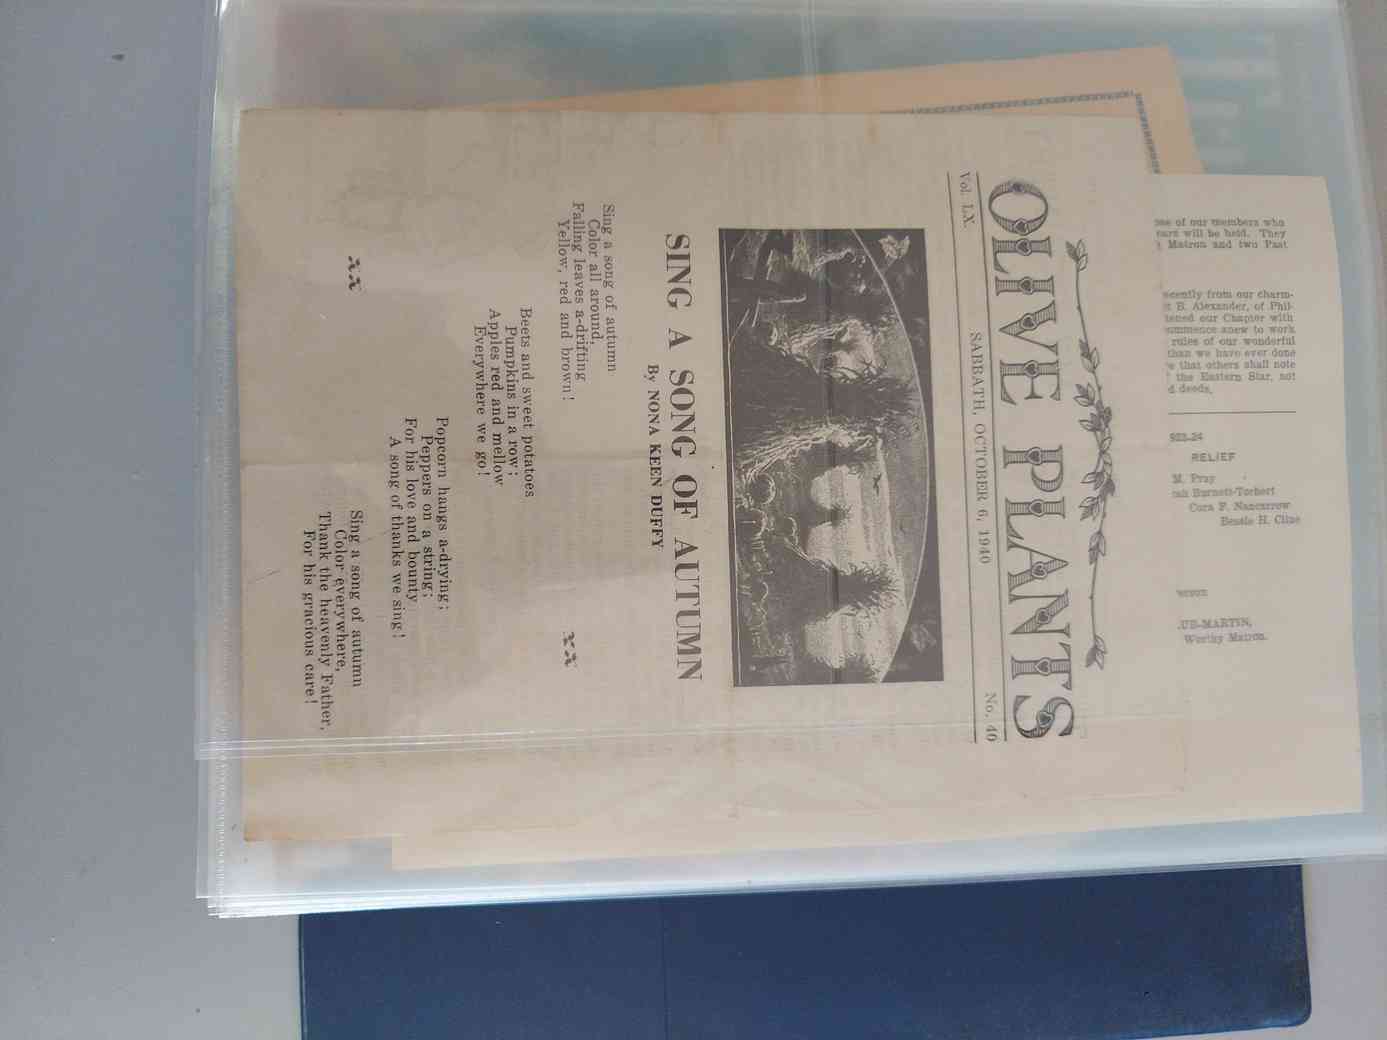 OLIVE PLANTS
Vol. LX. SABBATH, OCTOBER 6, 1940 No. 40
SING A SONG OF AUTUMN
By NONA KEEN DUFFY
Sing a song of autumn
Color all around,
Falling leaves a-drifting
Yellow, red and brown!
Beets and sweet potatoes
Pumpkins in a row;
Apples red and mellow
Everywhere we go!
Popcorn hangs a-drying;
Peppers on a string;
For his love and bounty
A song of thanks we sing!
Sing a song of autumn
Color everywhere,
Thank the heavenly Father,
For his gracious care!
of our members who
will be held. They
Matron and two Past
from our charm-
B. Alexander, of Phil-
our Chapter with
anew to work
rules of our wonderful
than we have ever done
that others shall note
the Eastern Star, not
deeds.
RELIEF
M. Pray
Burnett-Torbert
Cora F. Nancarrow
Bessie H. Cline
-MARTIN,
Worthy Matron.